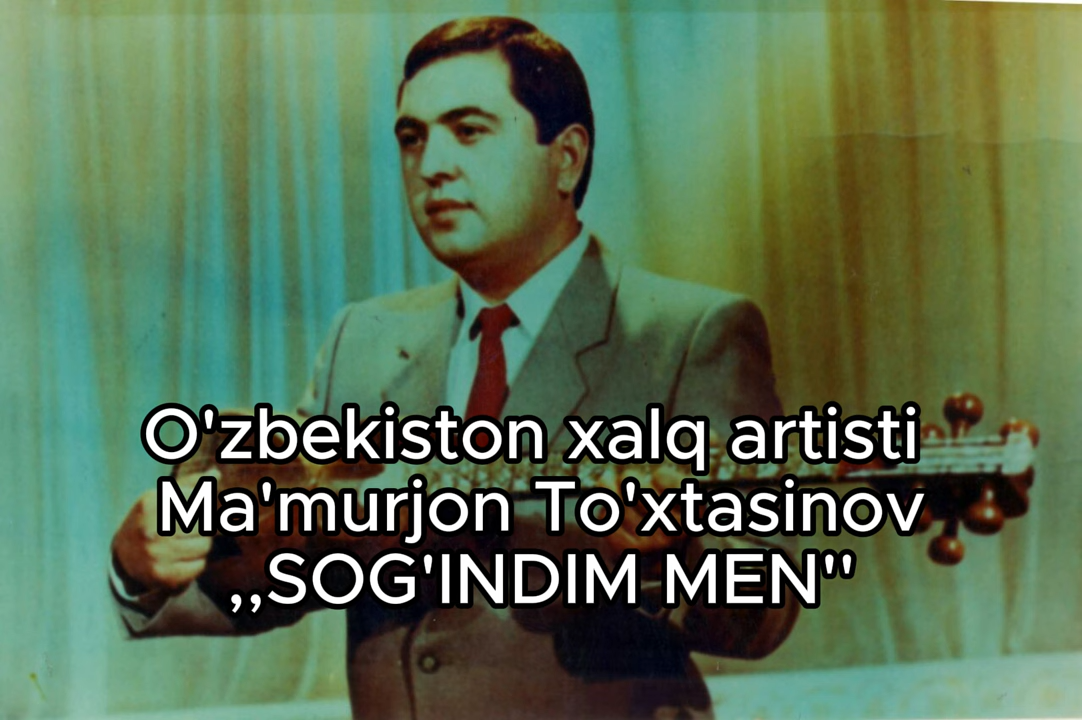 O'zbekiston xalq artisti
Ma'murjon To'xtasinov
,,SOG'INDIM MEN"